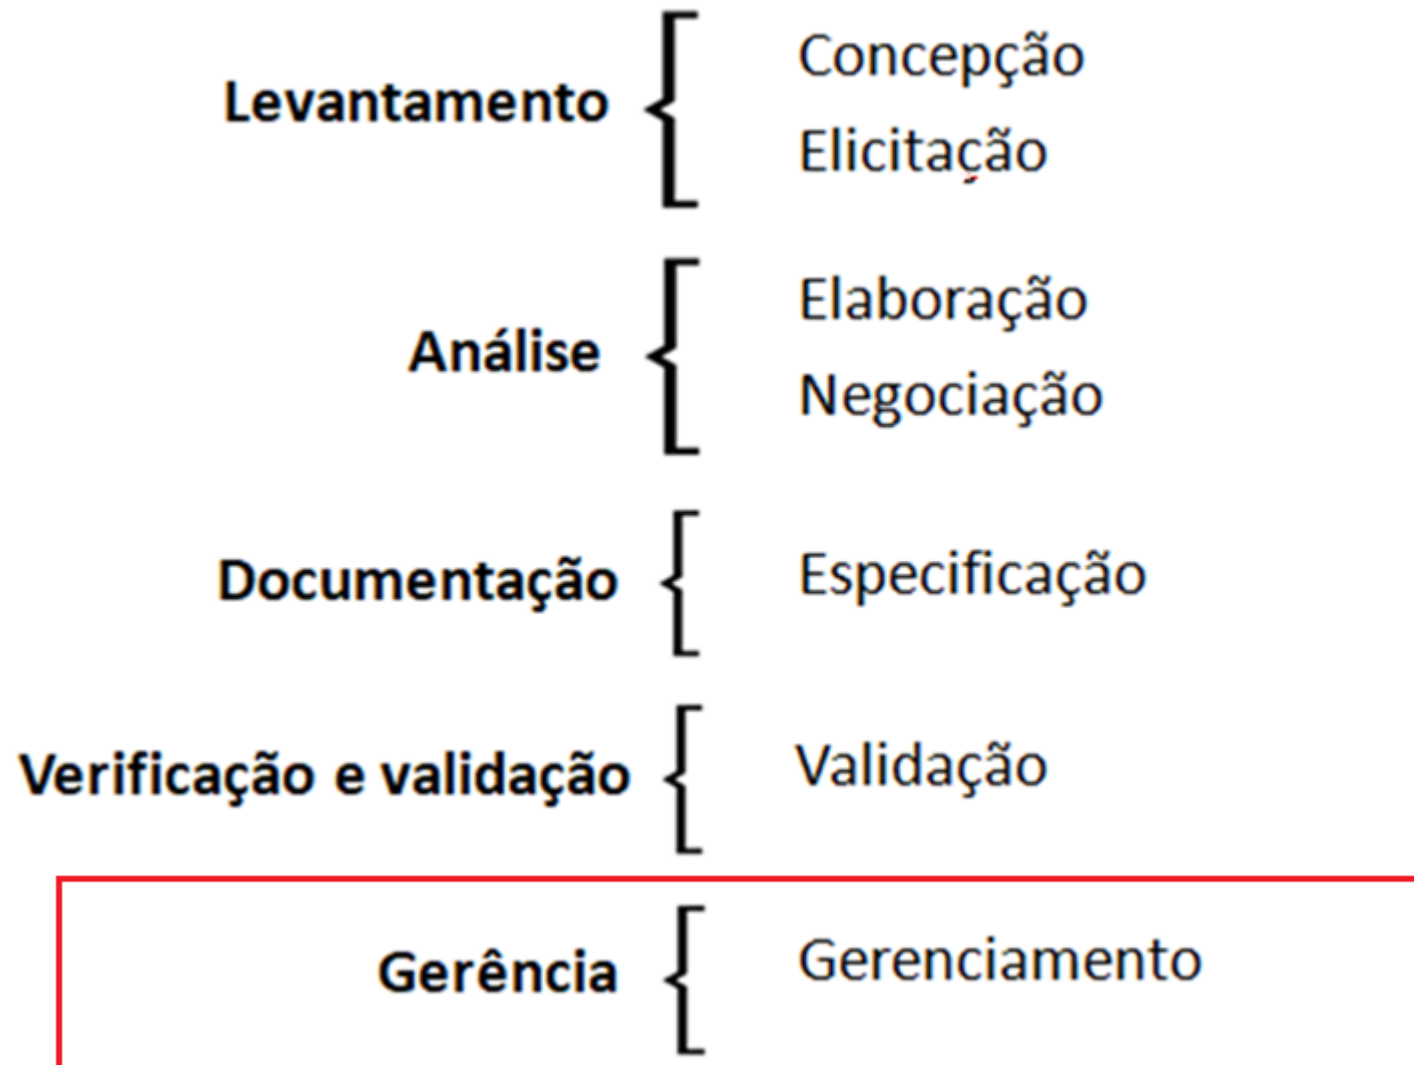 Levantamento
Concepção
Elicitação
Análise
Elaboração
Negociação
Documentação
Especificação
Verificação e validação
Validação
Gerência
Gerenciamento